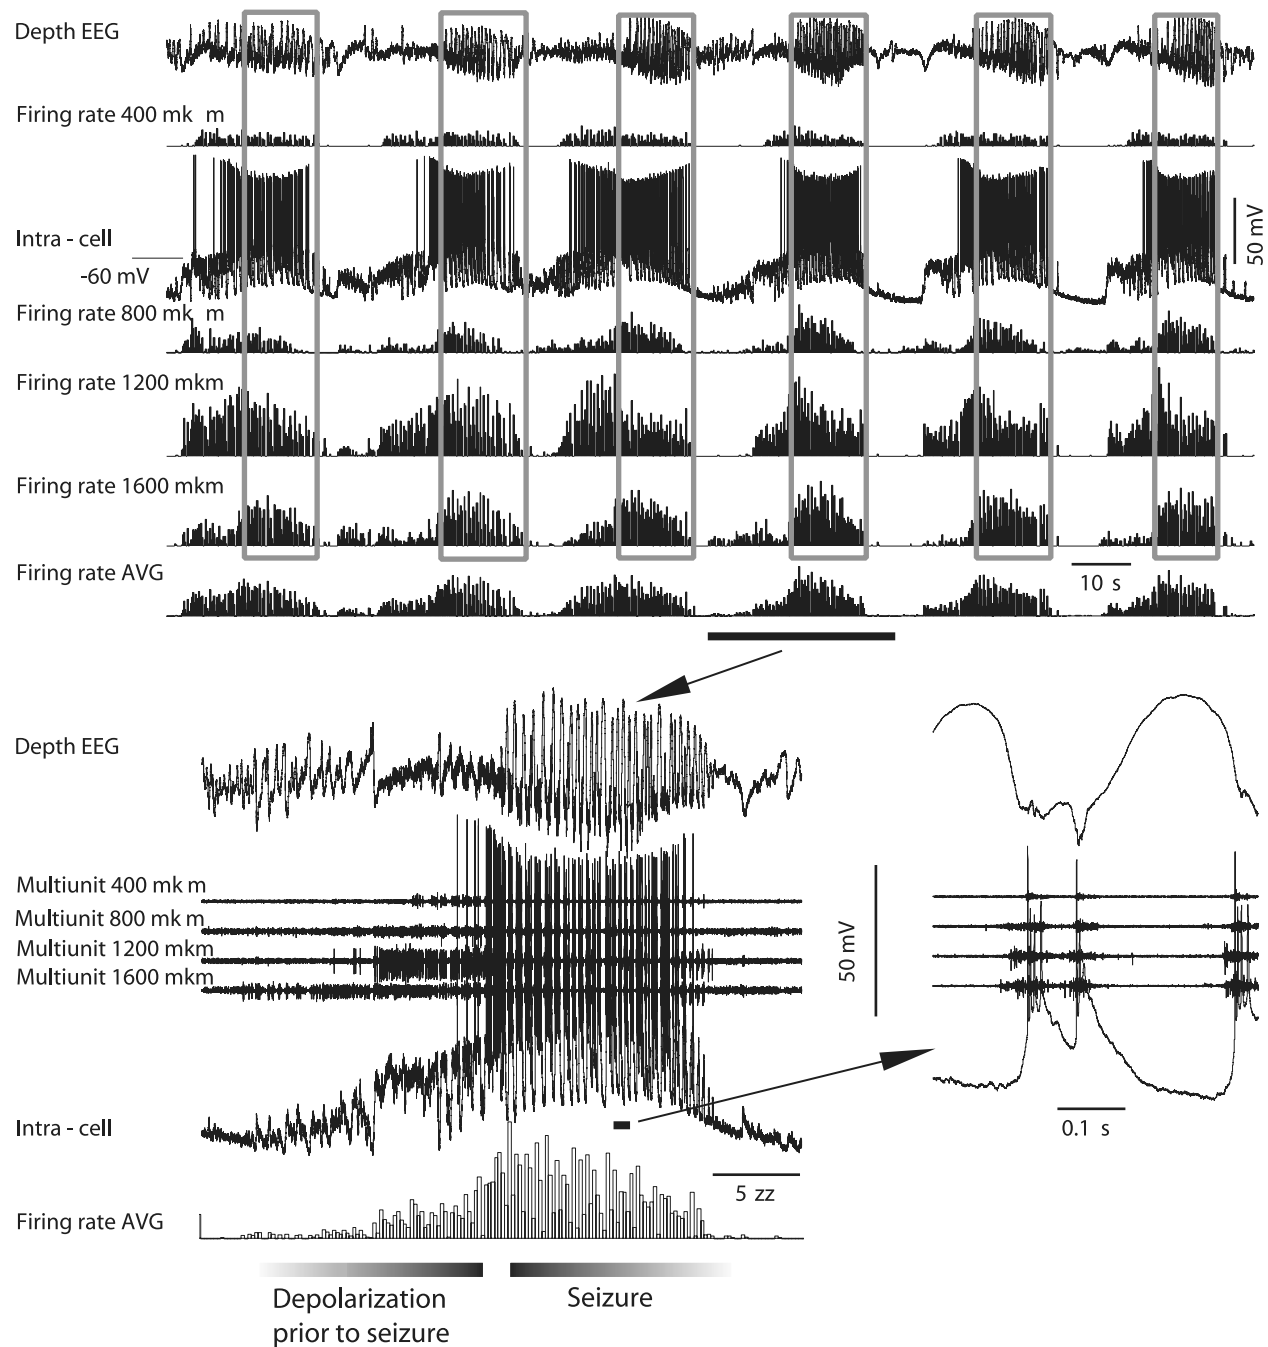 Depth EEG
Firing rate 400 mk m
Intra - cell
-60 mV
50 mV
Firing rate 800 mk m
Firing rate 1200 mkm
Firing rate 1600 mkm
Firing rate AVG
10 s
Depth EEG
Multiunit 400 mk m
Multiunit 800 mk m
Multiunit 1200 mkm
Multiunit 1600 mkm
50 mV
Intra - cell
0.1 s
5 zz
Firing rate AVG
Depolarization
prior to seizure
Seizure